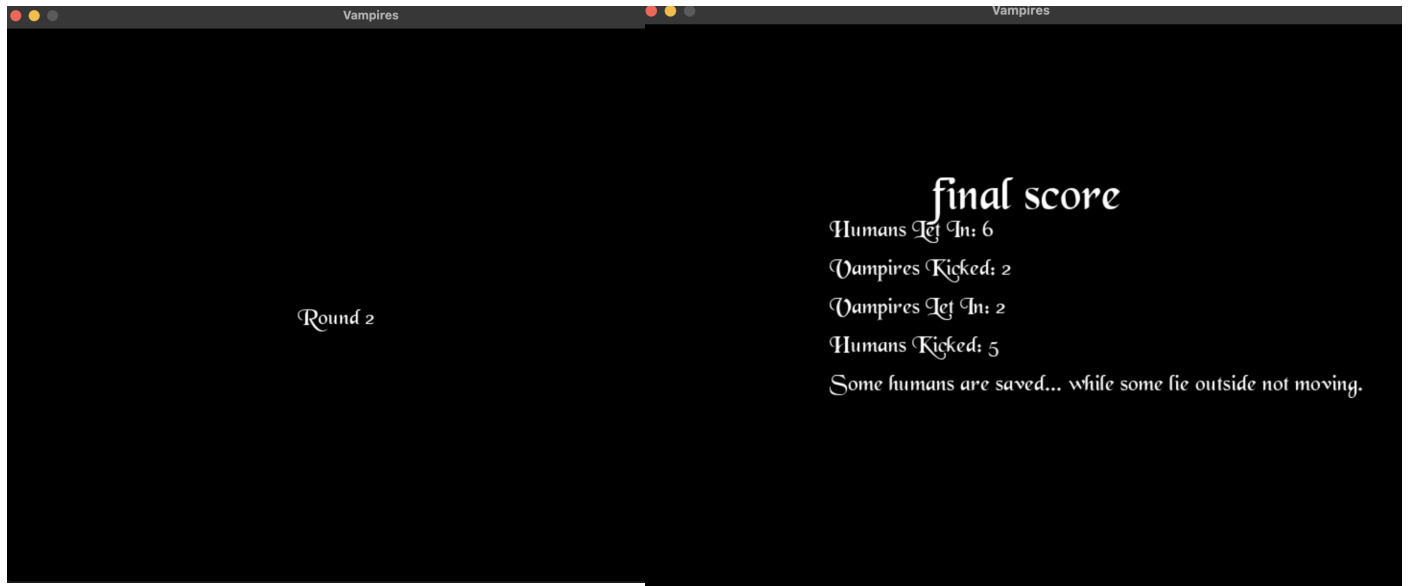 Vampires
Round 2
Vampires
final score
Humans Let In: 6
Vampires Kicked: 2
Vampires Let In: 2
Humans Kicked: 5
Some humans are saved... while some lie outside not moving.